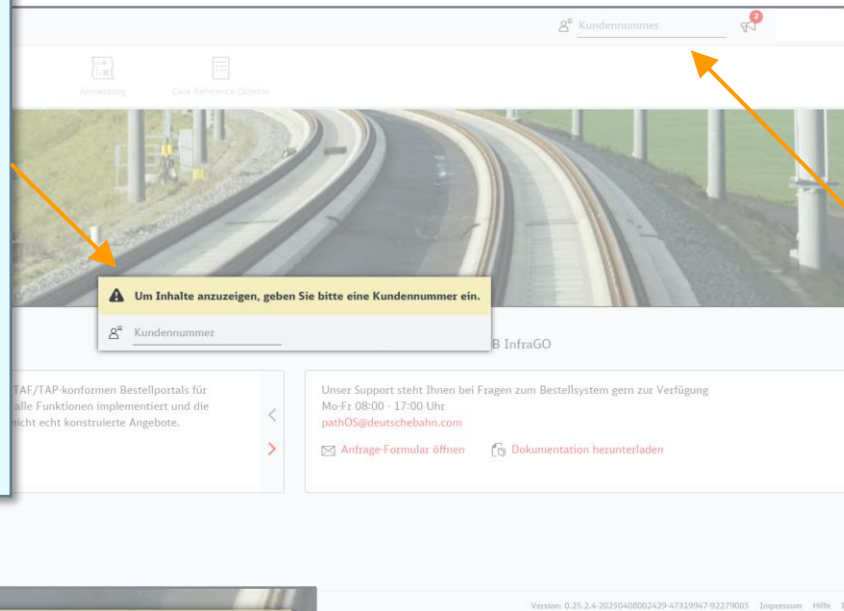 Kundennummer
2
Anmeldung
Case Reference Objekte
Um Inhalte anzuzeigen, geben Sie bitte eine Kundennummer ein.
Kundennummer
B InfraGO
TAF/TAP-konformen Bestellportals für
alle Funktionen implementiert und die
nicht echt konstruierte Angebote.
Unser Support steht Ihnen bei Fragen zum Bestellsystem gern zur Verfügung
Mo-Fr 08:00 - 17:00 Uhr
pathOS@deutschebahn.com
Anfrage-Formular öffnen
Dokumentation herunterladen
Version: 0.25.2.4-20250408002429-47319947-92279005 Impressum Hilfe